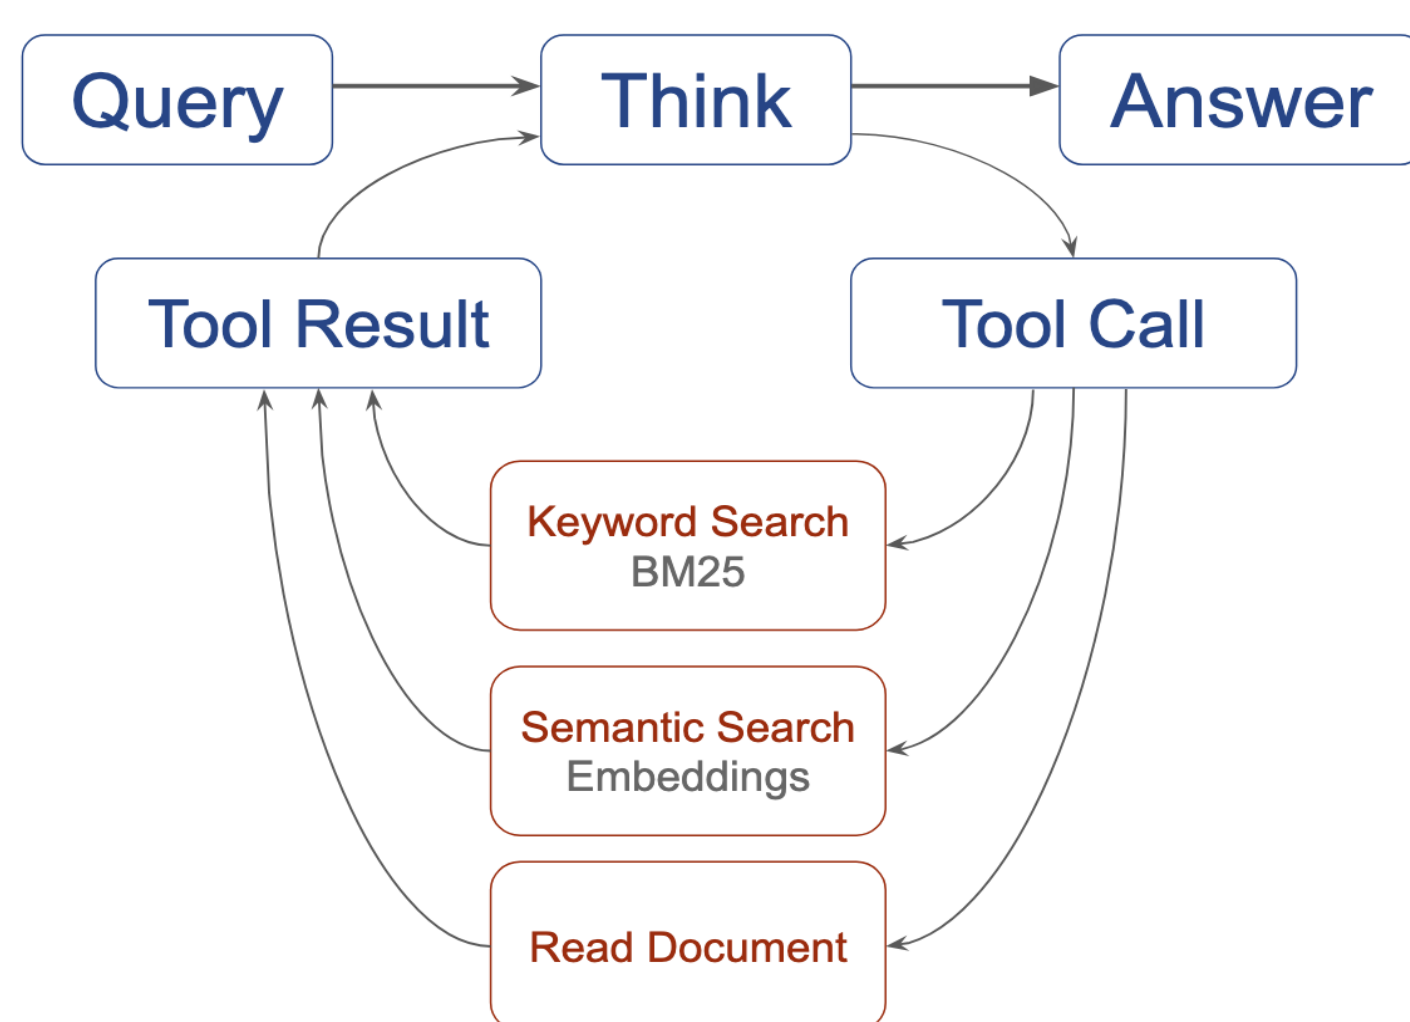 Query
Think
Answer
Tool Result
Tool Call
Keyword Search
BM25
Semantic Search
Embeddings
Read Document